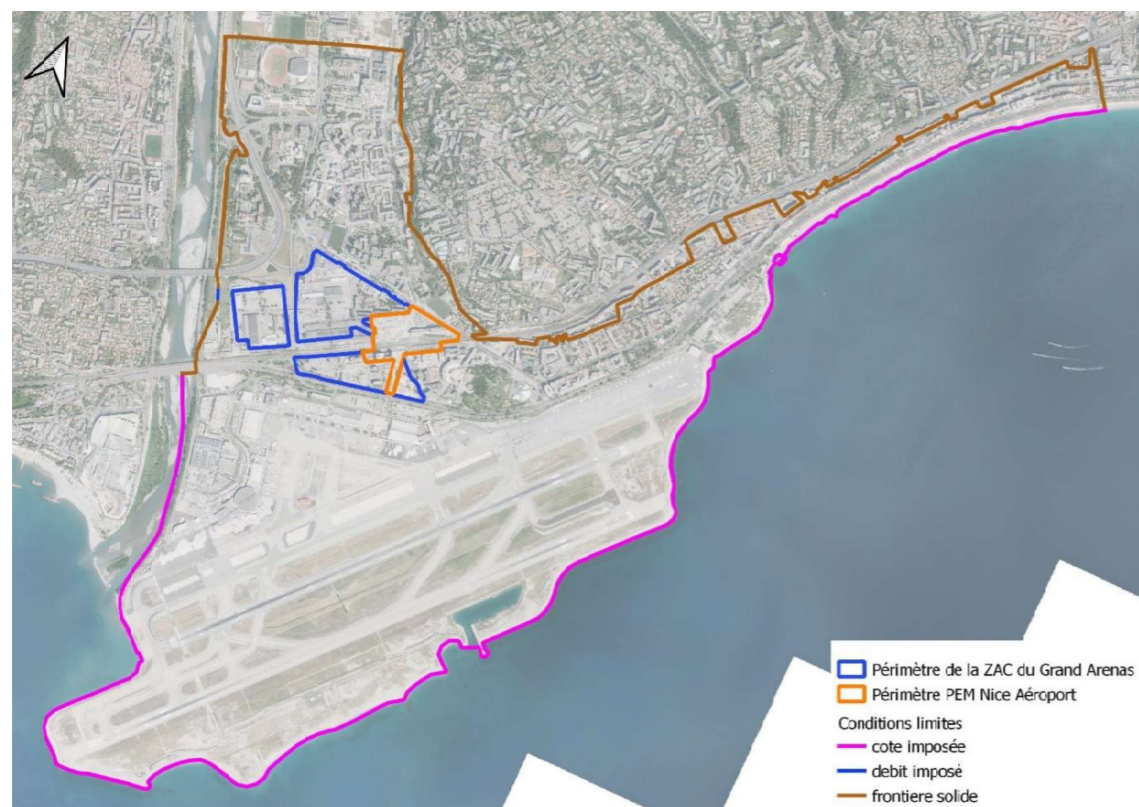 Périmètre de la ZAC du Grand Arenas
Périmètre PEM Nice Aéroport
Conditions limites
cote imposée
debit imposé
frontiere solide